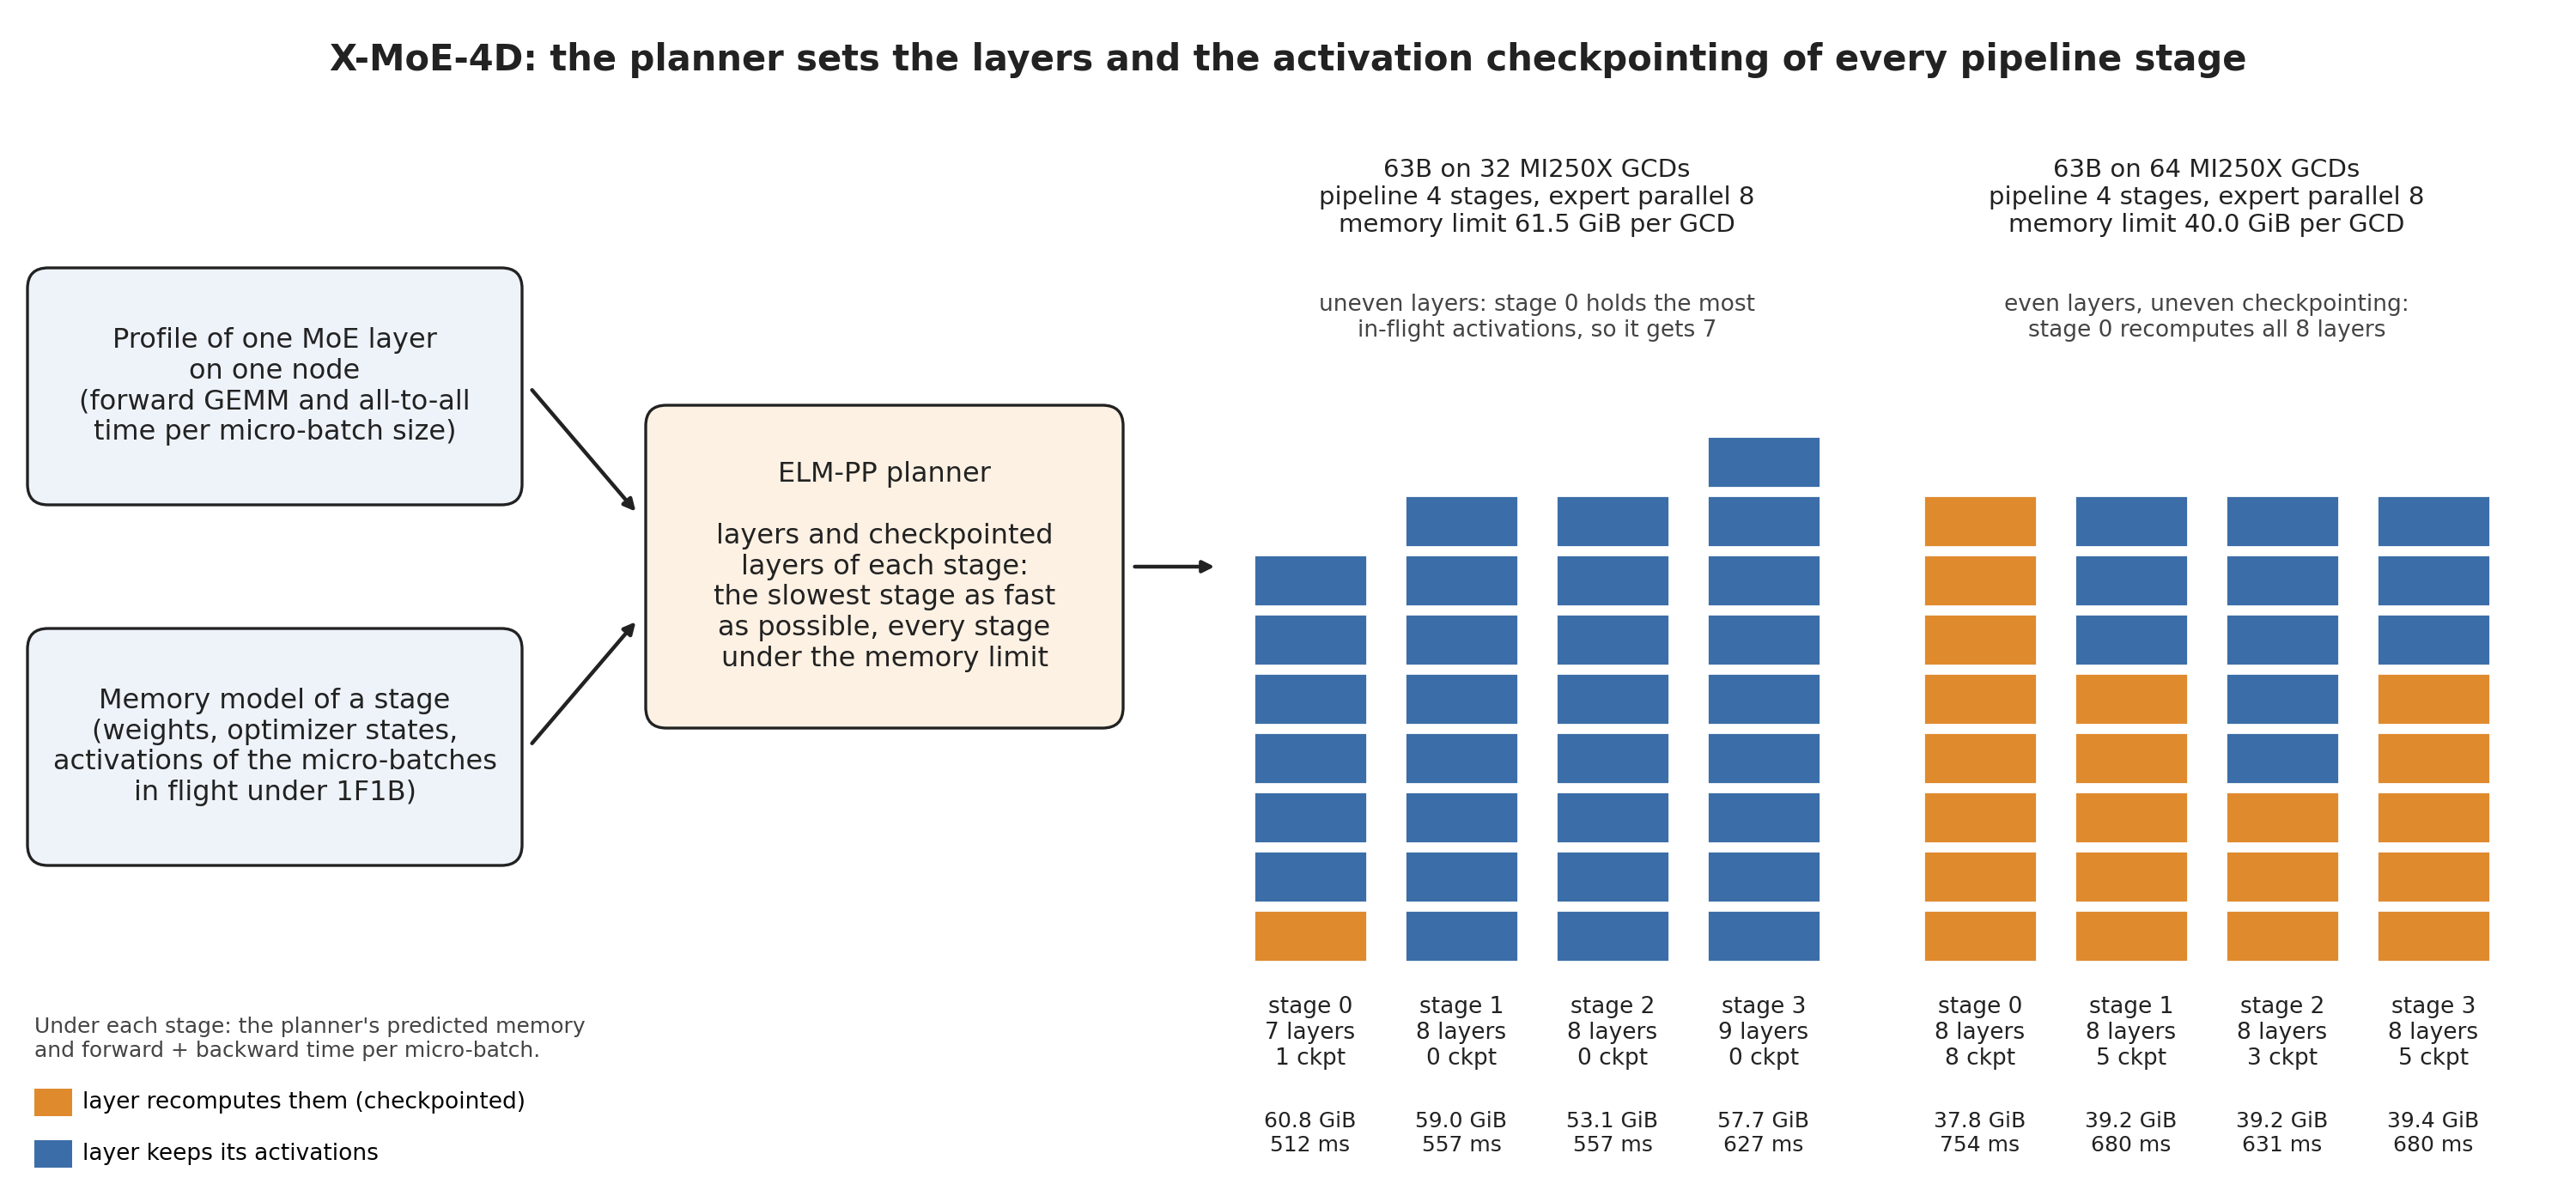 X-MoE-4D: the planner sets the layers and the activation checkpointing of every pipeline stage
Profile of one MoE layer
on one node
(forward GEMM and all-to-all
time per micro-batch size)
Memory model of a stage
(weights, optimizer states,
activations of the micro-batches
in flight under 1F1B)
ELM-PP planner
layers and checkpointed
layers of each stage:
the slowest stage as fast
as possible, every stage
under the memory limit
63B on 32 MI250X GCDs
pipeline 4 stages, expert parallel 8
memory limit 61.5 GiB per GCD
uneven layers: stage 0 holds the most
in-flight activations, so it gets 7
stage 0
7 layers
1 ckpt
60.8 GiB
512 ms
stage 1
8 layers
0 ckpt
59.0 GiB
557 ms
stage 2
8 layers
0 ckpt
53.1 GiB
557 ms
stage 3
9 layers
0 ckpt
57.7 GiB
627 ms
63B on 64 MI250X GCDs
pipeline 4 stages, expert parallel 8
memory limit 40.0 GiB per GCD
even layers, uneven checkpointing:
stage 0 recomputes all 8 layers
stage 0
8 layers
8 ckpt
37.8 GiB
754 ms
stage 1
8 layers
5 ckpt
39.2 GiB
680 ms
stage 2
8 layers
3 ckpt
39.2 GiB
631 ms
stage 3
8 layers
5 ckpt
39.4 GiB
680 ms
Under each stage: the planner's predicted memory
and forward + backward time per micro-batch.
layer recomputes them (checkpointed)
layer keeps its activations